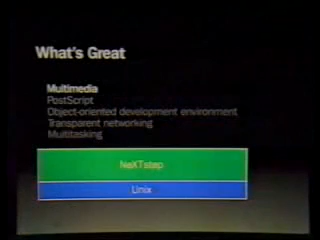 What's Great
Multimedia
PostScript
Object-oriented development environment
Transparent networking
Multitasking
NeXTstep
Unix